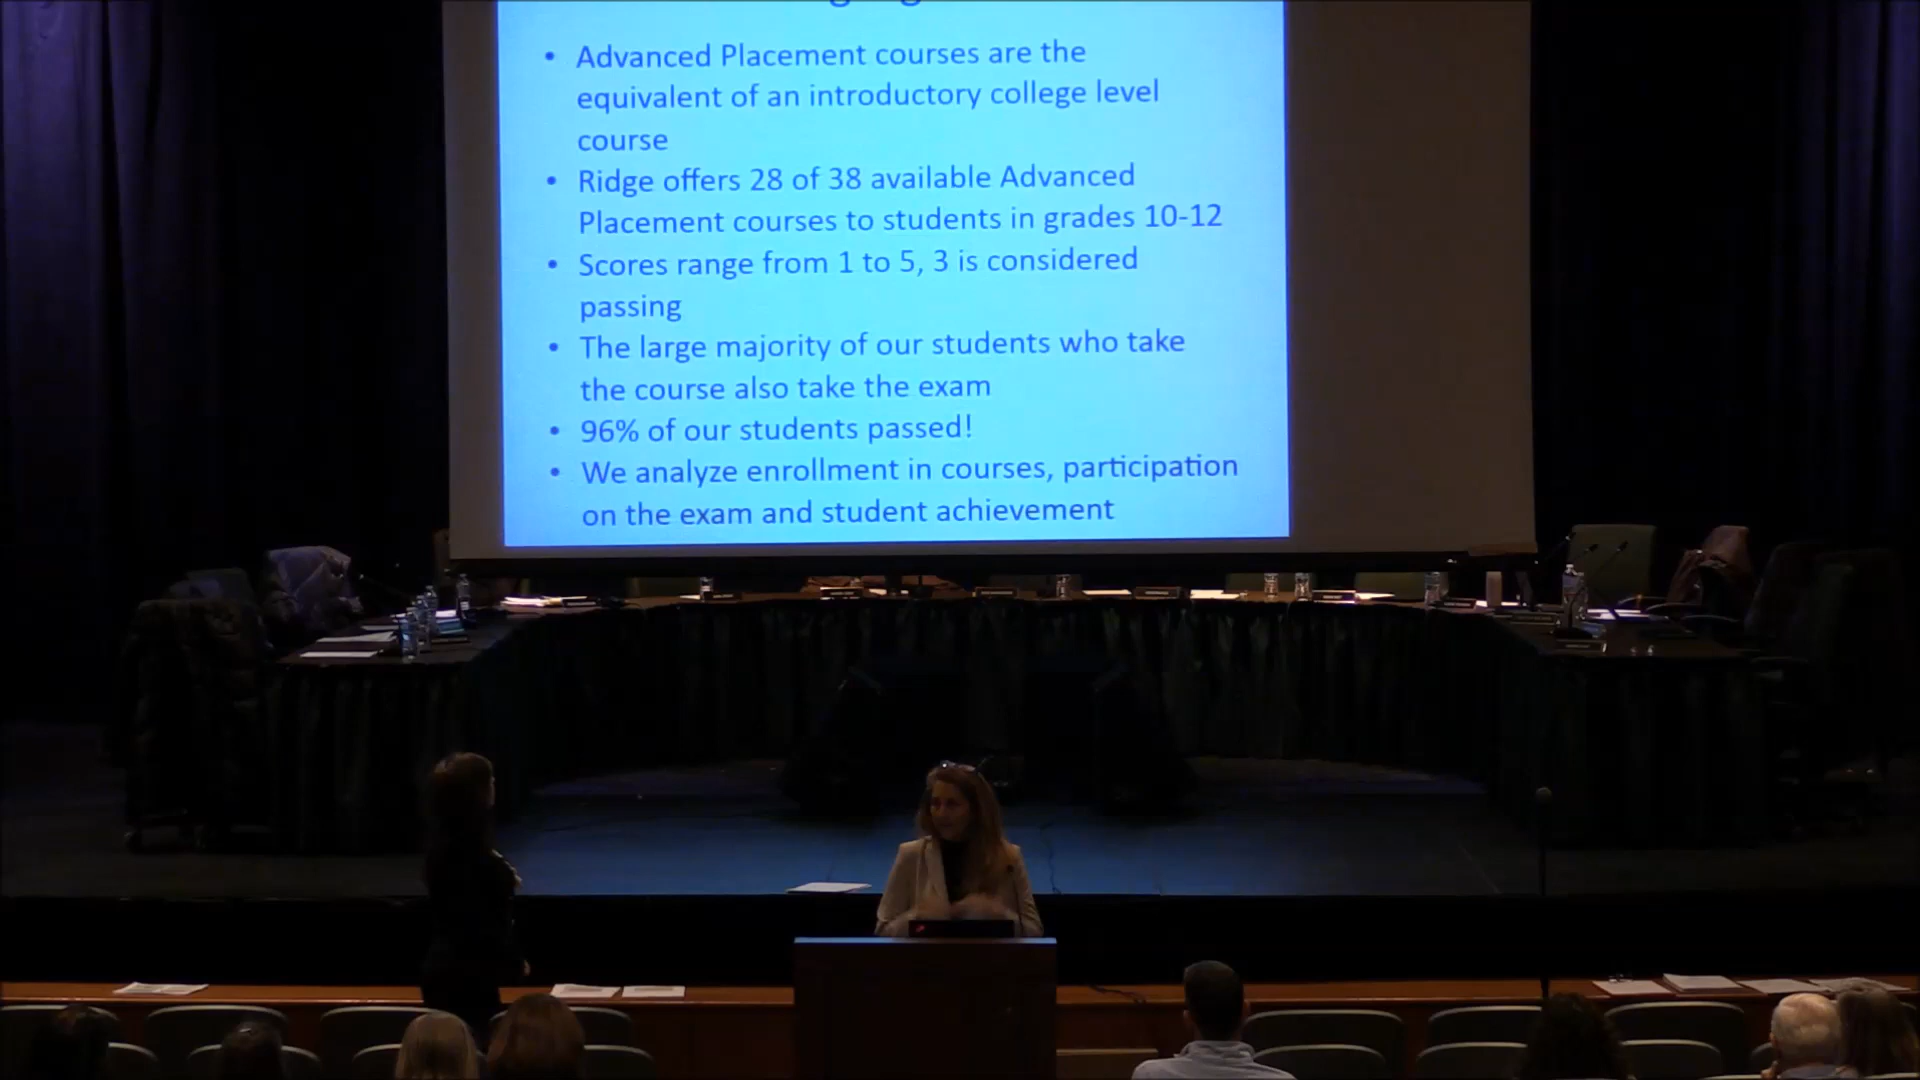 • Advanced Placement courses are the
equivalent of an introductory college level
course
• Ridge offers 28 of 38 available Advanced
Placement courses to students in grades 10-12
• Scores range from 1 to 5, 3 is considered
passing
• The large majority of our students who take
the course also take the exam
• 96% of our students passed!
• We analyze enrollment in courses, participation
on the exam and student achievement